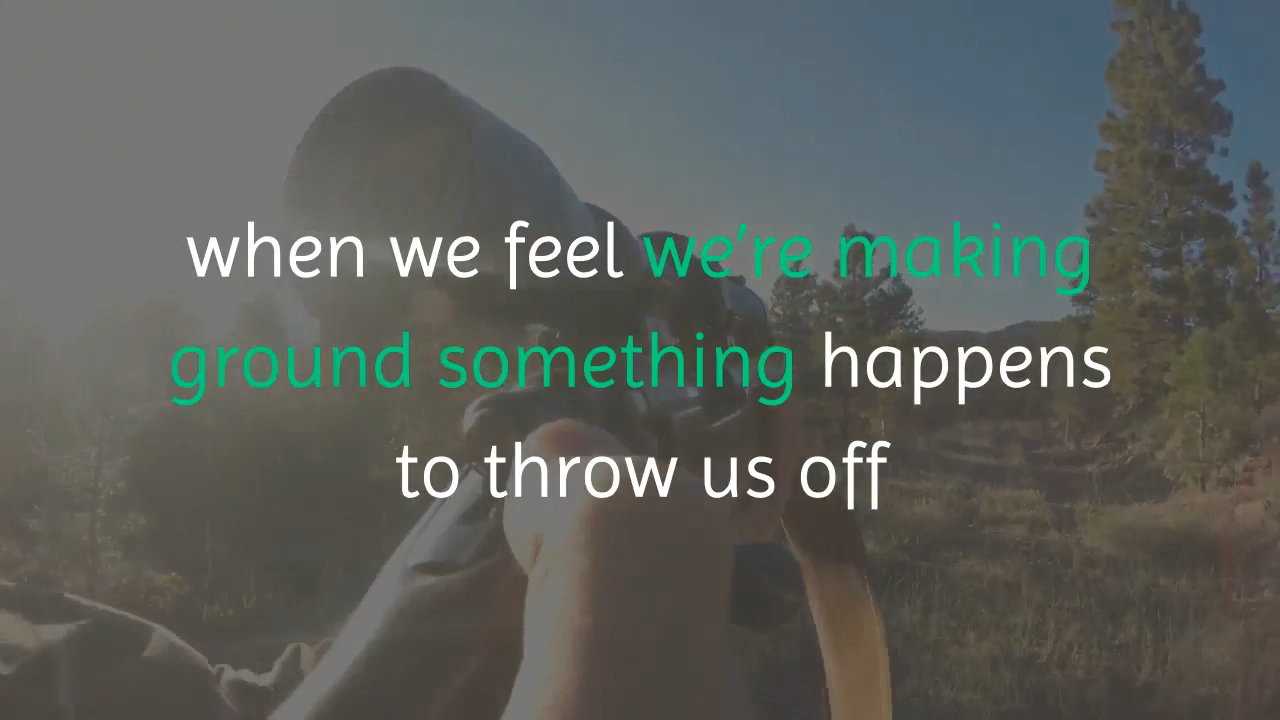 when we feel we're making
ground something happens
to throw us off